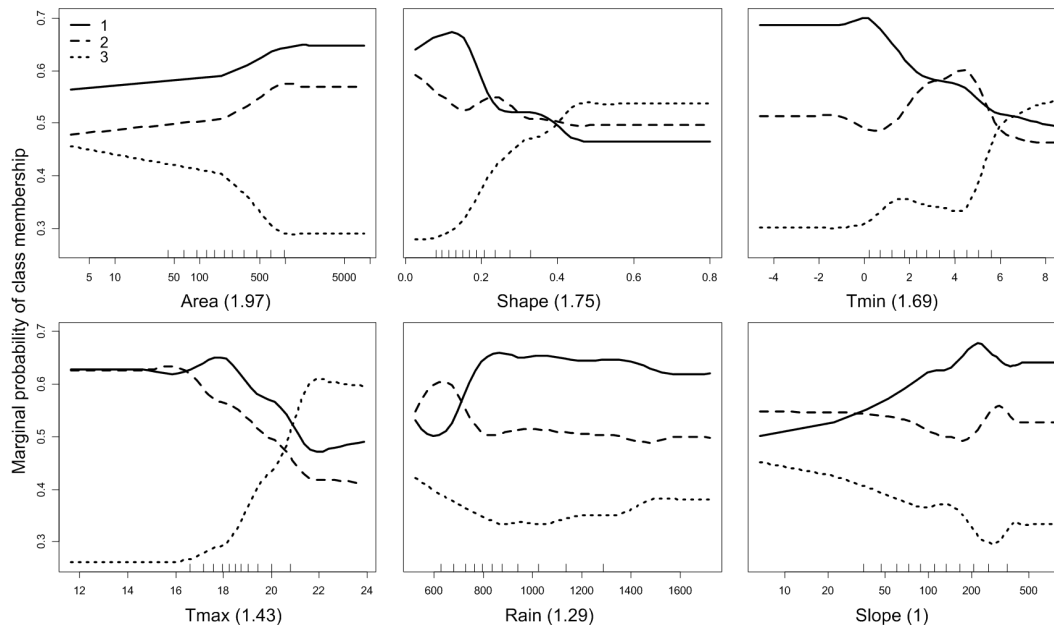 Marginal probability of class membership
0.3 0.4 0.5 0.6 0.7
1
2
3
5 10 50 100 500 5000
Area (1.97)
0.0 0.2 0.4 0.6 0.8
Shape (1.75)
-4 -2 0 2 4 6 8
Tmin (1.69)
0.3 0.4 0.5 0.6 0.7
12 14 16 18 20 22 24
Tmax (1.43)
600 800 1000 1200 1400 1600
Rain (1.29)
10 20 50 100 200 500
Slope (1)